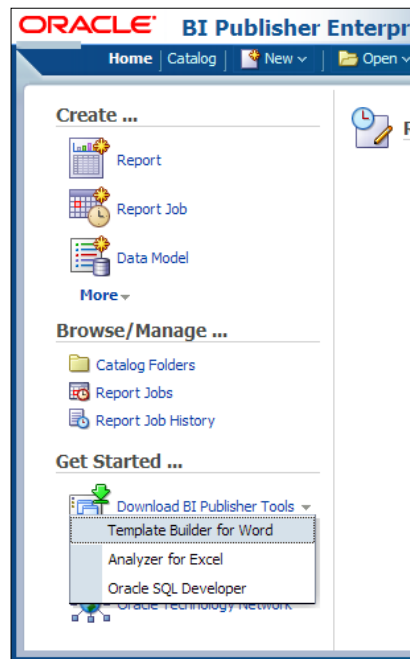 ORACLE BI Publisher Enterpr
Home Catalog New Open
Create ...
Report
Report Job
Data Model
More
Browse/Manage ...
Catalog Folders
Report Jobs
Report Job History
Get Started ...
Download BI Publisher Tools
Template Builder for Word
Analyzer for Excel
Oracle SQL Developer
Oracle Technology Network